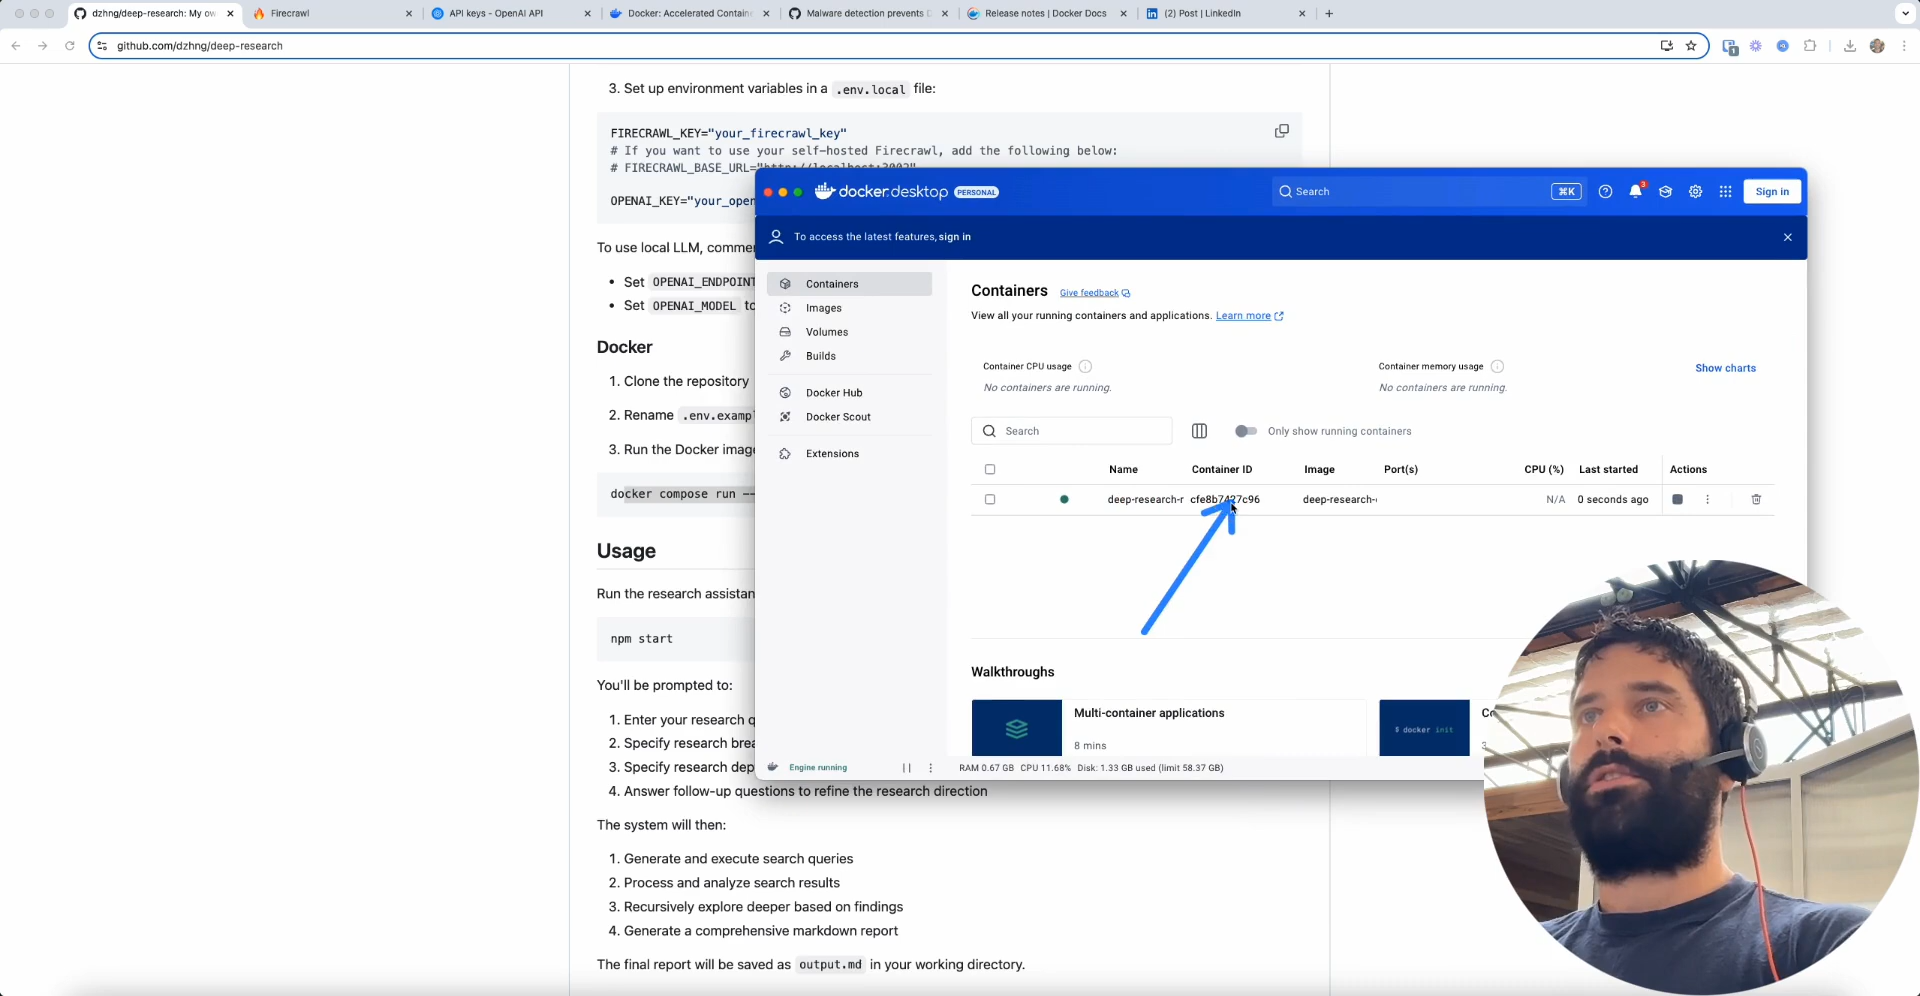 dzhng/deep-research: My ow
Firecrawl
API keys - OpenAI API
Docker: Accelerated Containe
Malware detection prevents D
Release notes | Docker Docs
(2) Post | LinkedIn
github.com/dzhng/deep-research
3. Set up environment variables in a .env.local file:
FIRECRAWL_KEY="your_firecrawl_key"
# If you want to use your self-hosted Firecrawl, add the following below:
# FIRECRAWL_BASE_URL="http://localhost:3002"
OPENAI_KEY="your_open
To use local LLM, comme
• Set OPENAI_ENDPOINT
• Set OPENAI_MODEL to
Docker
1. Clone the repository
2. Rename .env.examp
3. Run the Docker image
docker compose run --
Usage
Run the research assistan
npm start
You'll be prompted to:
1. Enter your research q
2. Specify research brea
3. Specify research dep
4. Answer follow-up questions to refine the research direction
The system will then:
1. Generate and execute search queries
2. Process and analyze search results
3. Recursively explore deeper based on findings
4. Generate a comprehensive markdown report
The final report will be saved as output.md in your working directory.
docker.desktop PERSONAL
Search
⌘K
3
Sign in
To access the latest features, sign in
Containers
Images
Volumes
Builds
Docker Hub
Docker Scout
Extensions
Containers Give feedback
View all your running containers and applications. Learn more
Container CPU usage
No containers are running.
Container memory usage
No containers are running.
Show charts
Search
Only show running containers
Name Container ID Image Port(s) CPU (%) Last started Actions
deep-research-r cfe8b7427c96 deep-research- N/A 0 seconds ago
Walkthroughs
Multi-container applications
8 mins
$ docker init
Co
3
Engine running
RAM 0.67 GB CPU 11.68% Disk: 1.33 GB used (limit 58.37 GB)